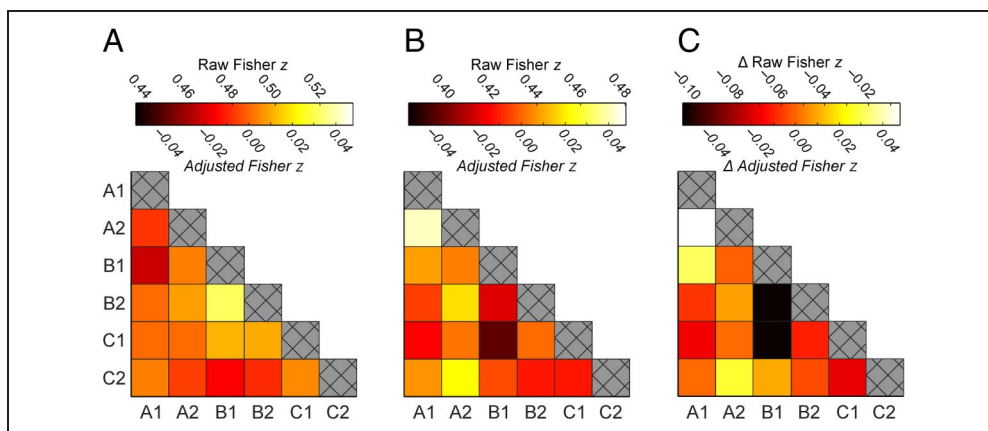 A
B
C
Raw Fisher z
Raw Fisher z
Δ Raw Fisher z
0.44 0.46 0.48 0.50 0.52
0.40 0.42 0.44 0.46 0.48
−0.10 −0.08 −0.06 −0.04 −0.02
−0.04 −0.02 0.00 0.02 0.04
−0.04 −0.02 0.00 0.02 0.04
−0.04 −0.02 0.00 0.02 0.04
Adjusted Fisher z
Adjusted Fisher z
Δ Adjusted Fisher z
A1
A2
B1
B2
C1
C2
A1 A2 B1 B2 C1 C2
A1 A2 B1 B2 C1 C2
A1 A2 B1 B2 C1 C2